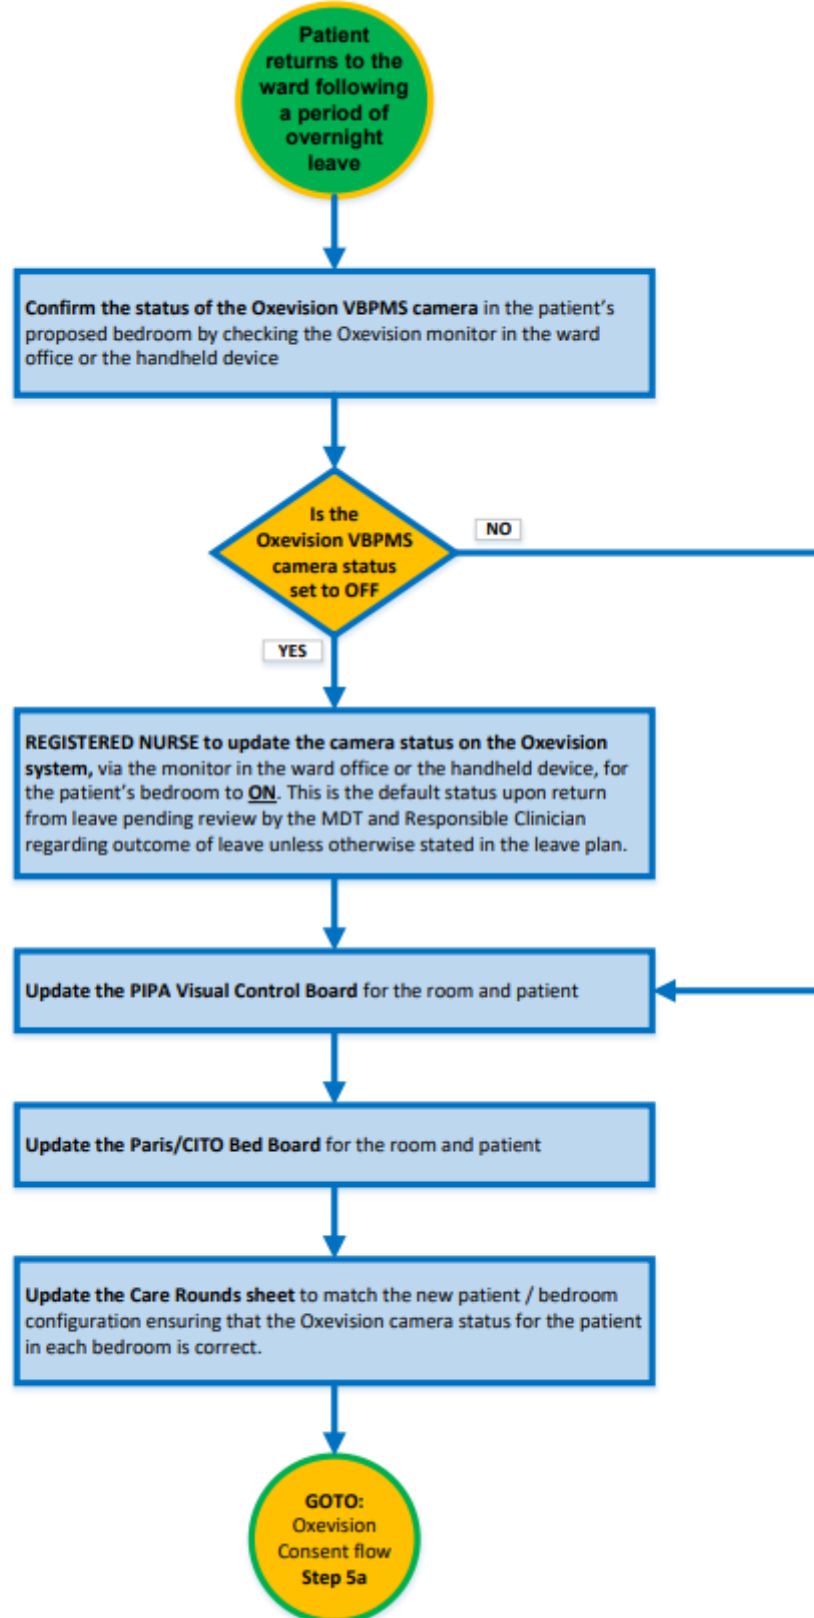 Patient
returns to the
ward following
a period of
overnight
leave
Confirm the status of the Oxevision VBPMS camera in the patient's
proposed bedroom by checking the Oxevision monitor in the ward
office or the handheld device
Is the
Oxevision VBPMS
camera status
set to OFF
NO
YES
REGISTERED NURSE to update the camera status on the Oxevision
system, via the monitor in the ward office or the handheld device, for
the patient's bedroom to ON. This is the default status upon return
from leave pending review by the MDT and Responsible Clinician
regarding outcome of leave unless otherwise stated in the leave plan.
Update the PIPA Visual Control Board for the room and patient
Update the Paris/CITO Bed Board for the room and patient
Update the Care Rounds sheet to match the new patient / bedroom
configuration ensuring that the Oxevision camera status for the patient
in each bedroom is correct.
GOTO:
Oxevision
Consent flow
Step 5a